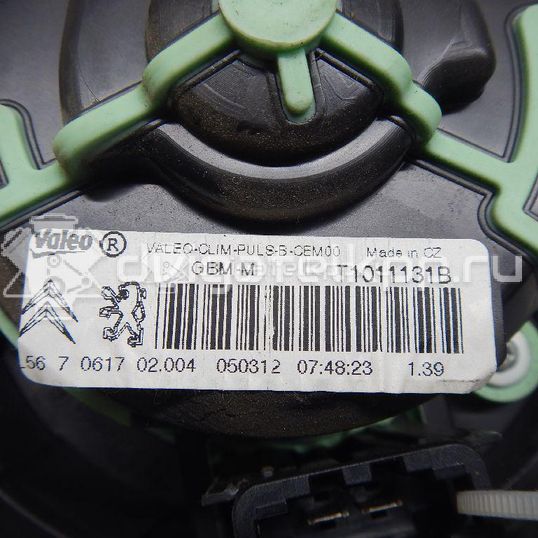 Valeo ® VALEO-CLIM-PULS-B-OEM00 Made in CZ
GBM-M T1011131B
L56 7 0617 02.004 050312 07:48:23 1.39